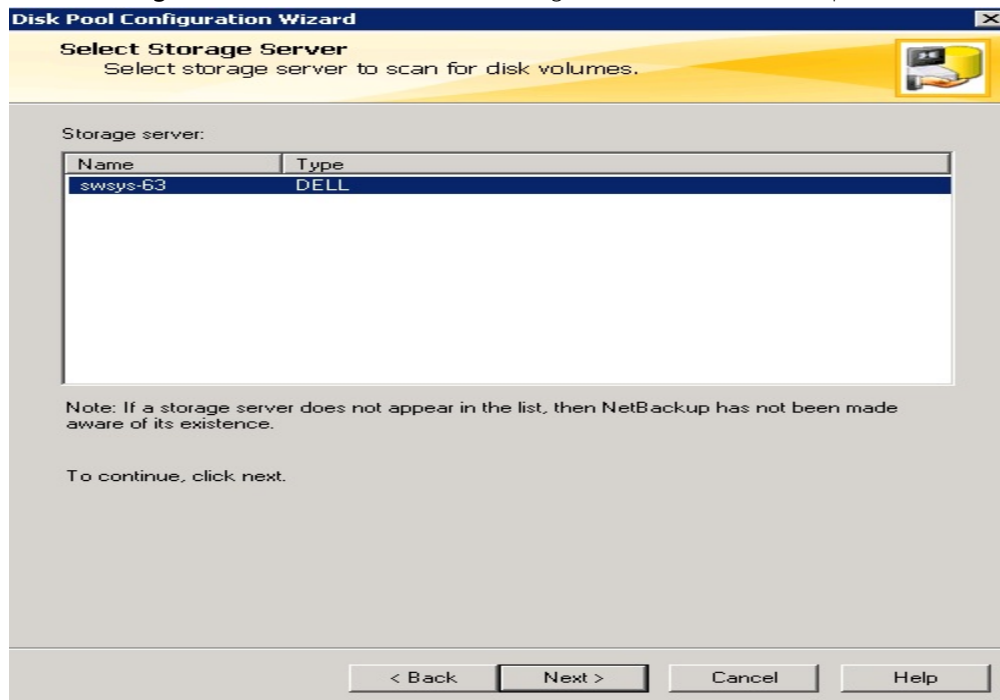 Disk Pool Configuration Wizard
Select Storage Server
Select storage server to scan for disk volumes.
Storage server:
Name Type
swsys-63 DELL
Note: If a storage server does not appear in the list, then NetBackup has not been made
aware of its existence.
To continue, click next.
< Back Next > Cancel Help